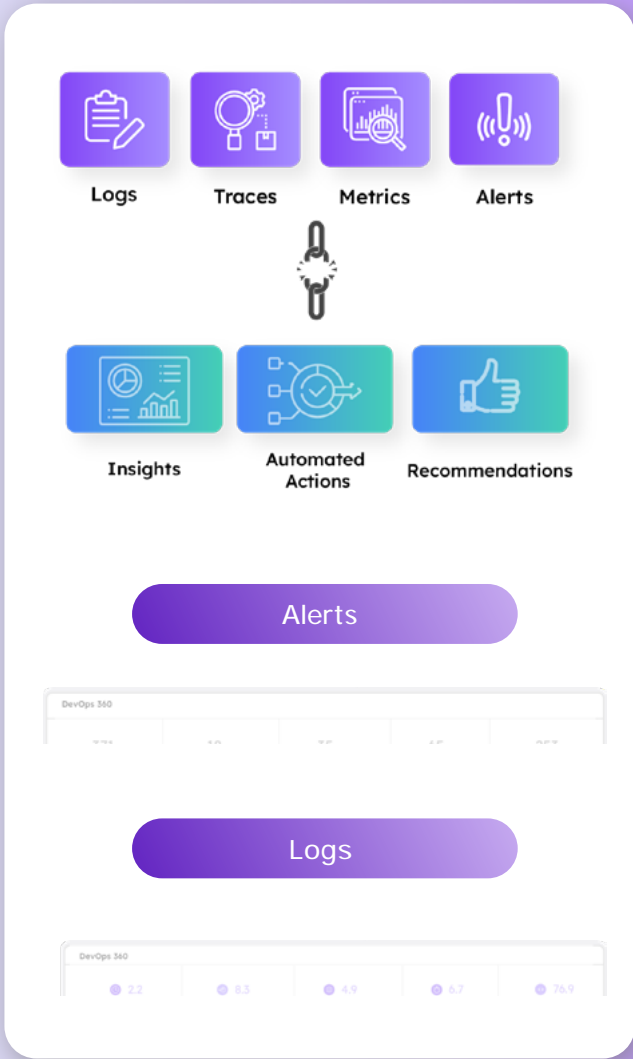 Logs
Traces
Metrics
Alerts
Insights
Automated
Actions
Recommendations
Alerts
DevOps 360
Logs
DevOps 360
2.2
8.3
4.9
6.7
76.9